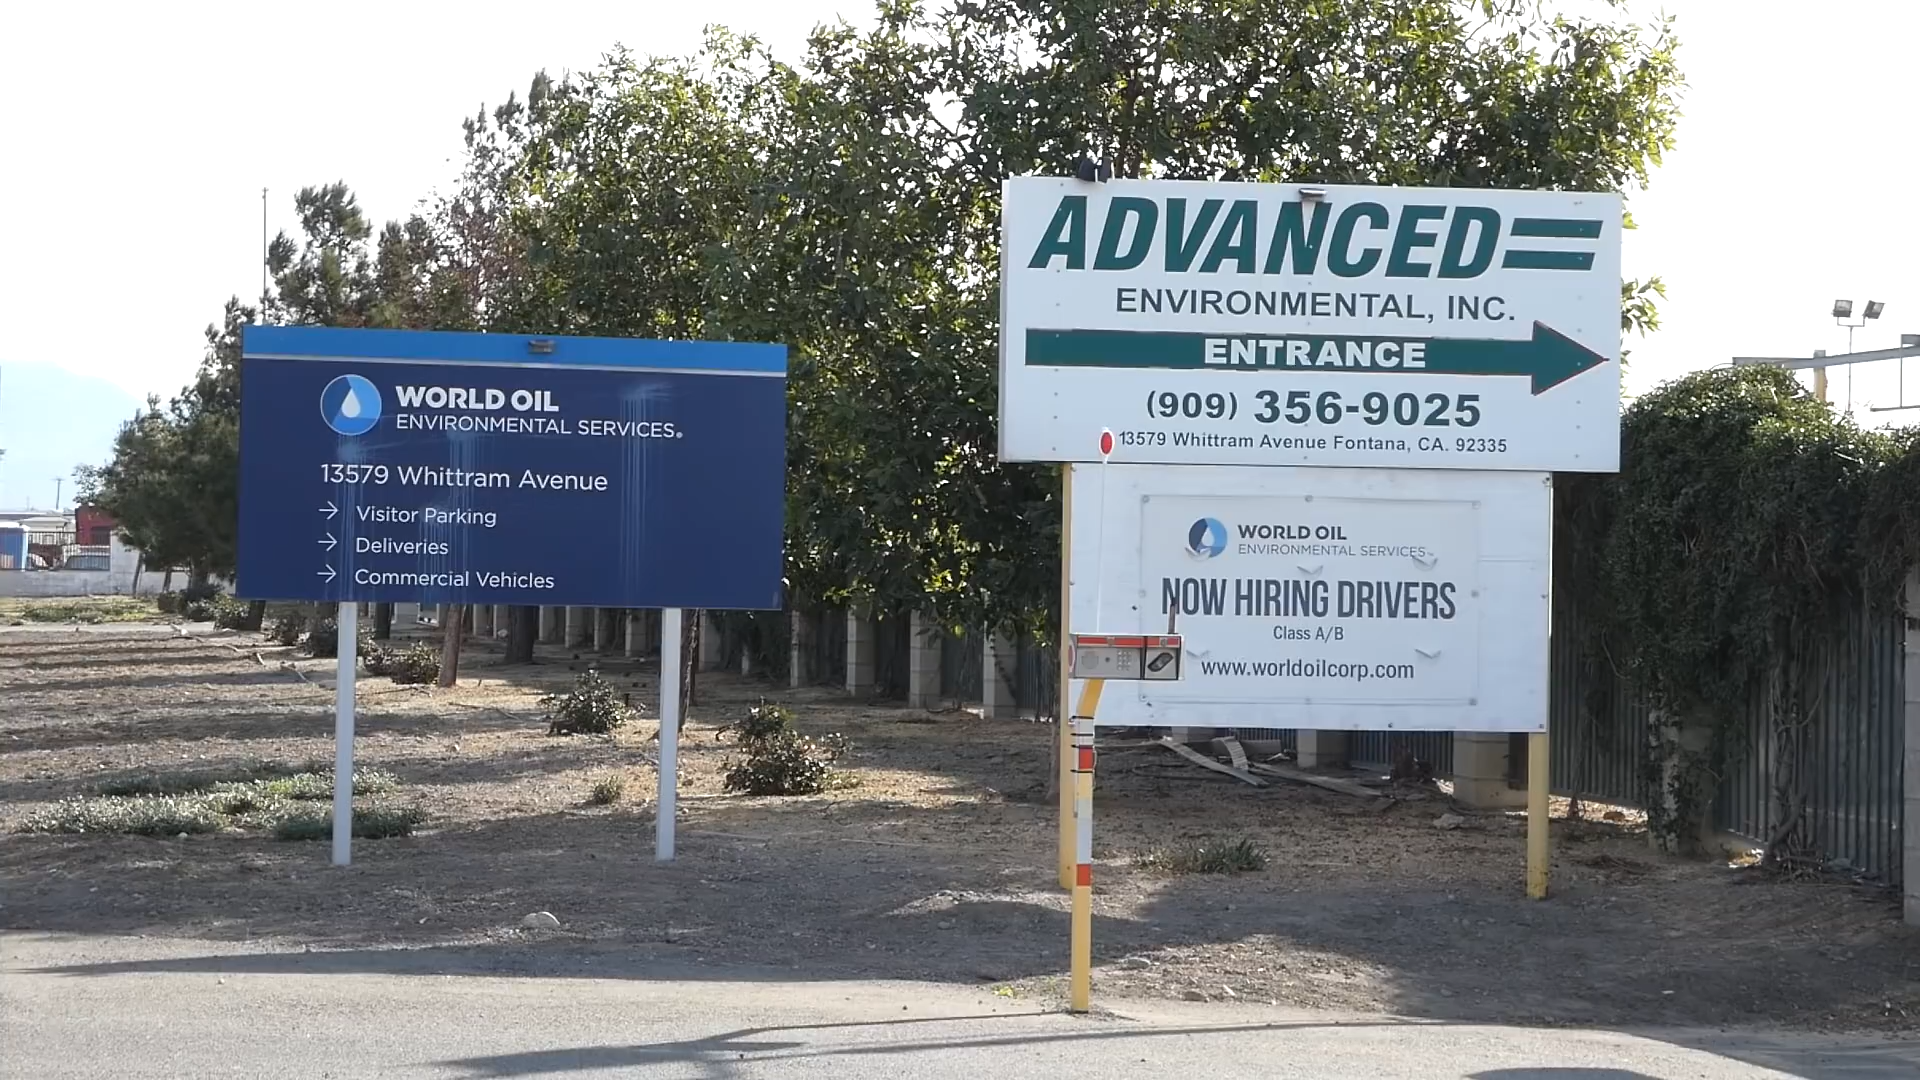 WORLD OIL
ENVIRONMENTAL SERVICES®
13579 Whittram Avenue
→ Visitor Parking
→ Deliveries
→ Commercial Vehicles
ADVANCED
ENVIRONMENTAL, INC.
ENTRANCE
(909) 356-9025
13579 Whittram Avenue Fontana, CA. 92335
WORLD OIL
ENVIRONMENTAL SERVICES™
NOW HIRING DRIVERS
Class A/B
www.worldoilcorp.com